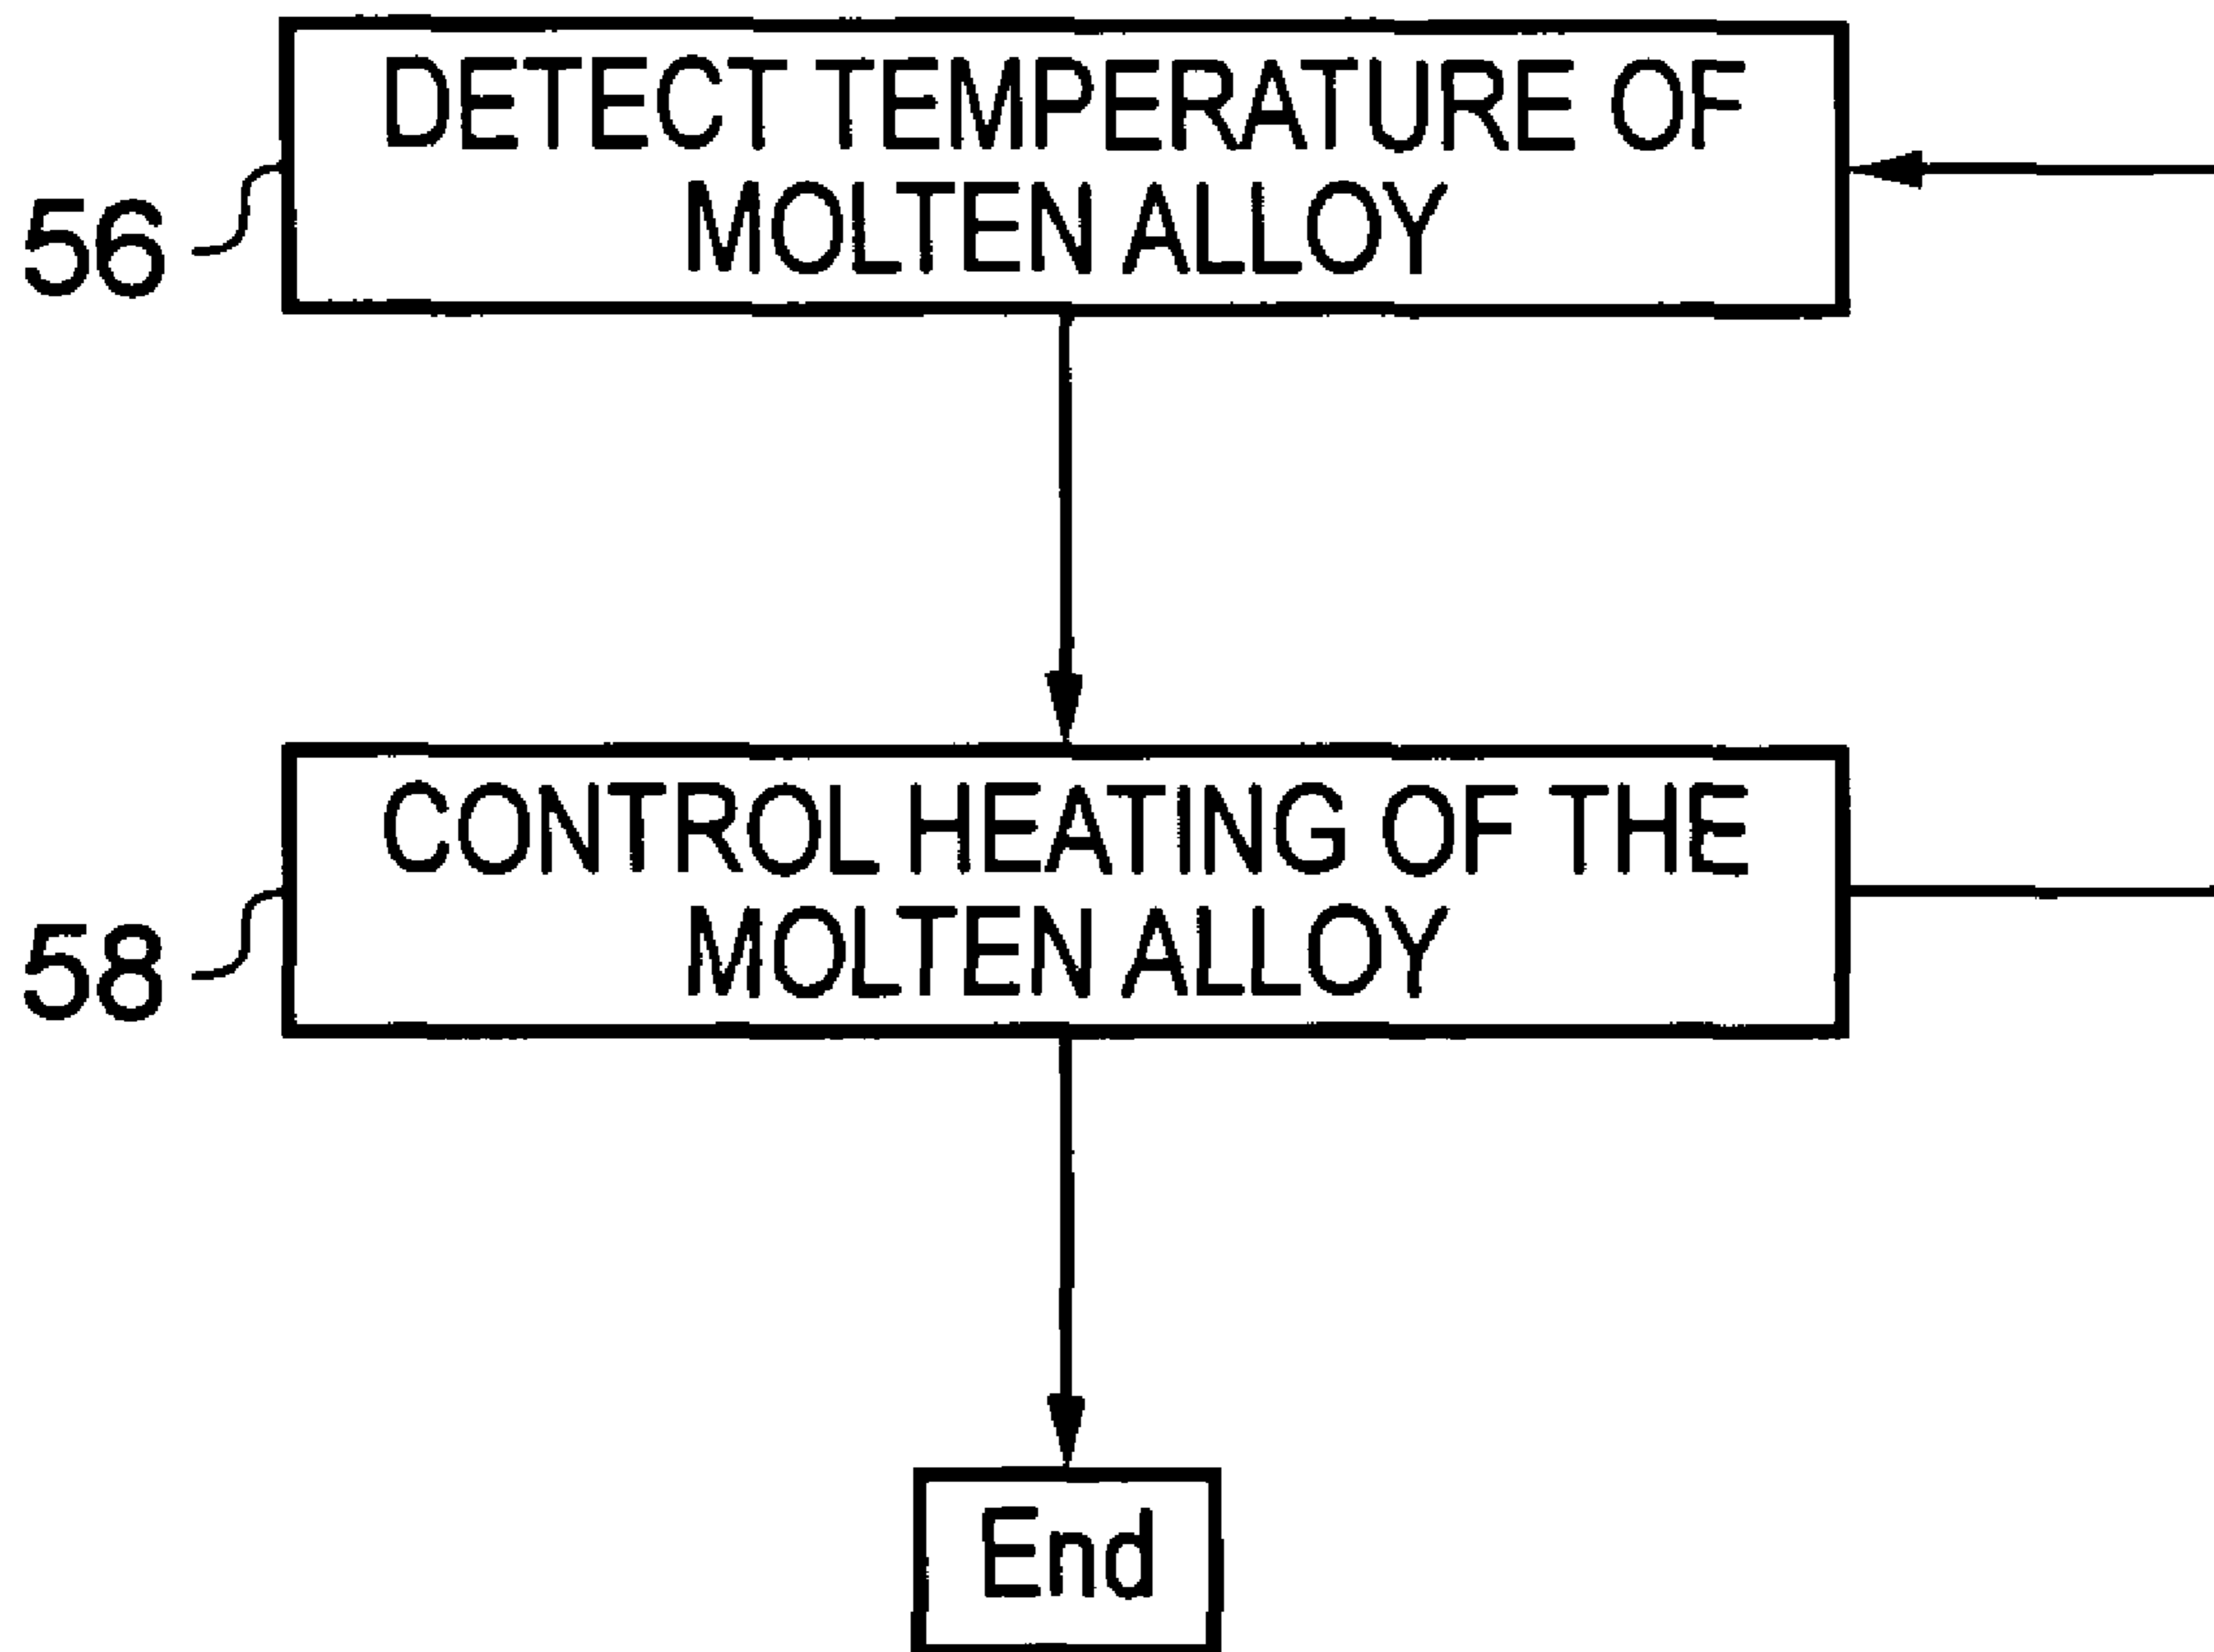 DETECT TEMPERATURE OF
MOLTEN ALLOY
56
CONTROL HEATING OF THE
MOLTEN ALLOY
58
End